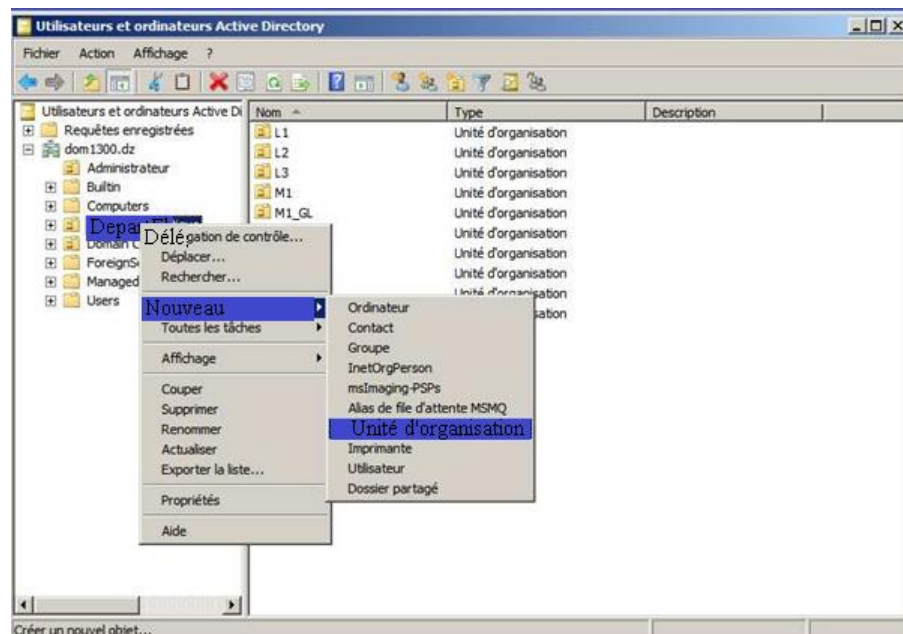 Utilisateurs et ordinateurs Active Directory
Fichier Action Affichage ?
Utilisateurs et ordinateurs Active Di
Requêtes enregistrées
dom1300.dz
Administrateur
Builtin
Computers
Domain C
ForeignS
Managed
Users
Nom Type Description
L1 Unité d'organisation
L2 Unité d'organisation
L3 Unité d'organisation
M1 Unité d'organisation
M1_GL Unité d'organisation
Unité d'organisation
Unité d'organisation
Unité d'organisation
Unité d'organisation
sation
Délégation de contrôle...
Déplacer...
Rechercher...
Nouveau
Toutes les tâches
Affichage
Couper
Supprimer
Renommer
Actualiser
Exporter la liste...
Propriétés
Aide
Ordinateur
Contact
Groupe
InetOrgPerson
msImaging-PSPs
Alias de file d'attente MSMQ
Unité d'organisation
Imprimante
Utilisateur
Dossier partagé
Créer un nouvel objet...